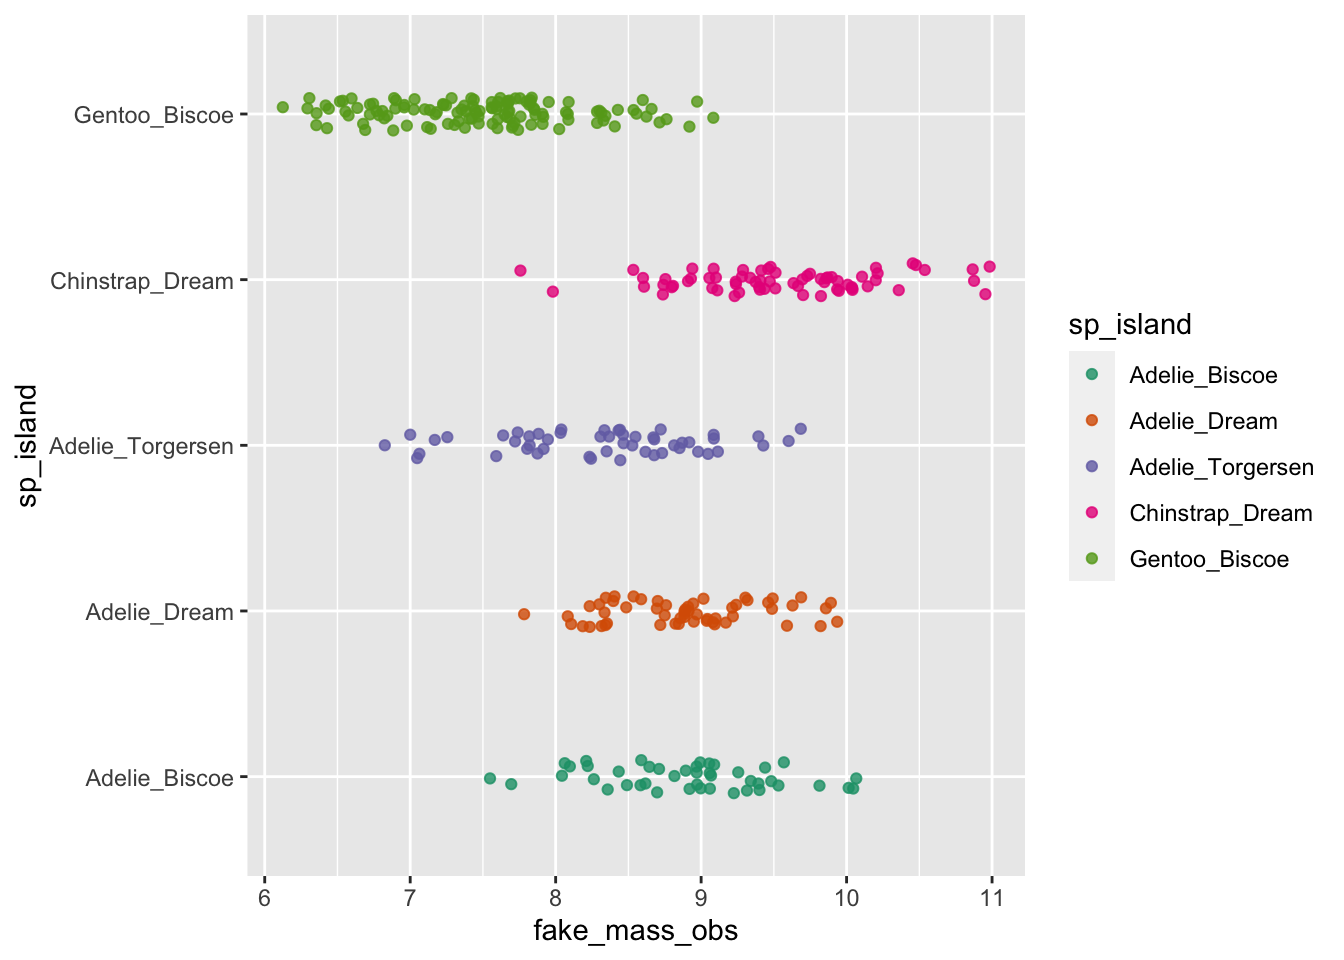 Gentoo_Biscoe
Chinstrap_Dream
Adelie_Torgersen
Adelie_Dream
Adelie_Biscoe
sp_island
6 7 8 9 10 11
fake_mass_obs
sp_island
Adelie_Biscoe
Adelie_Dream
Adelie_Torgersen
Chinstrap_Dream
Gentoo_Biscoe